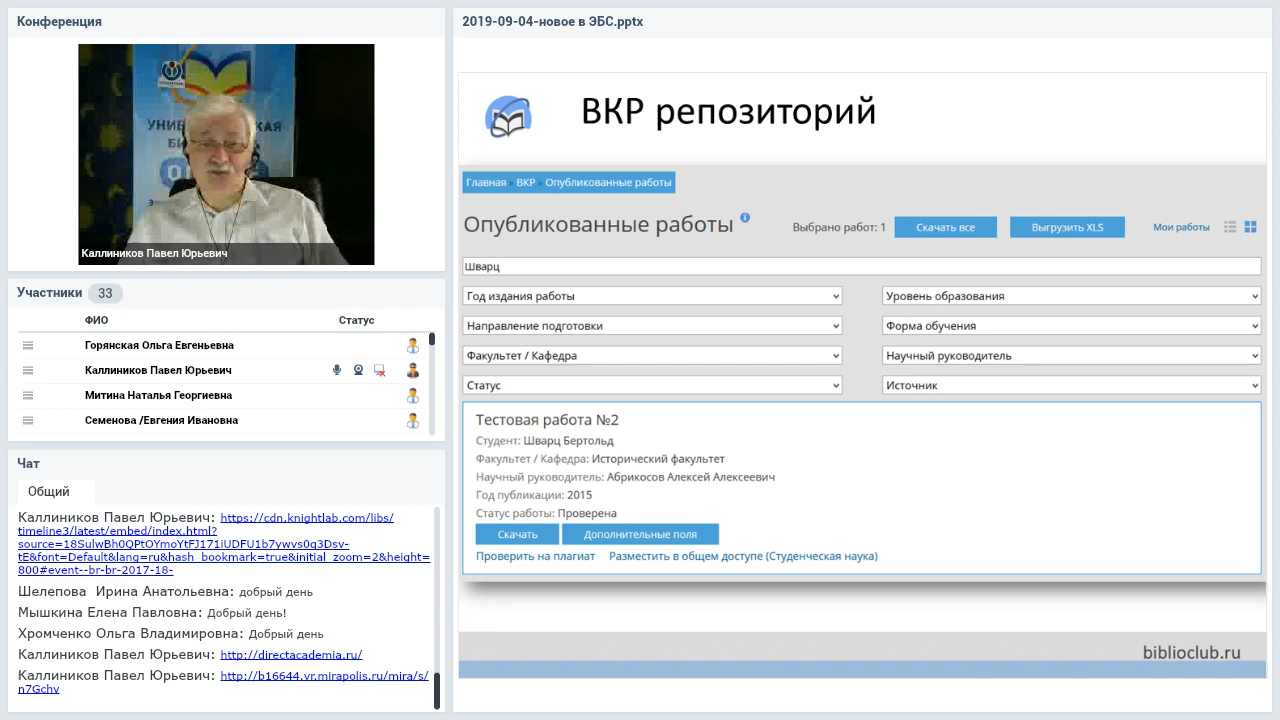 Конференция
УНИВЕ
СКАЯ
Каллиников Павел Юрьевич
Участники 33
ФИО Статус
Горянская Ольга Евгеньевна
Каллиников Павел Юрьевич
Митина Наталья Георгиевна
Семенова /Евгения Ивановна
Чат
Общий
Каллиников Павел Юрьевич: https://cdn.knightlab.com/libs/
timeline3/latest/embed/index.html?
source=18SulwBh0QPtOYmoYtFJ171iUDFU1b7ywvs0q3Dsv-
tE&font=Default&lang=ru&hash_bookmark=true&initial_zoom=2&height=
800#event--br-br-2017-18-
Шелепова Ирина Анатольевна: добрый день
Мышкина Елена Павловна: Добрый день!
Хромченко Ольга Владимировна: Добрый день
Каллиников Павел Юрьевич: http://directacademia.ru/
Каллиников Павел Юрьевич: http://b16644.vr.mirapolis.ru/mira/s/
n7Gchv
2019-09-04-новое в ЭБС.pptx
ВКР репозиторий
Главная » ВКР » Опубликованные работы
Опубликованные работы Выбрано работ: 1 Скачать все Выгрузить XLS Мои работы
Шварц
Год издания работы Уровень образования
Направление подготовки Форма обучения
Факультет / Кафедра Научный руководитель
Статус Источник
Тестовая работа №2
Студент: Шварц Бертольд
Факультет / Кафедра: Исторический факультет
Научный руководитель: Абрикосов Алексей Алексеевич
Год публикации: 2015
Статус работы: Проверена
Скачать Дополнительные поля
Проверить на плагиат Разместить в общем доступе (Студенческая наука)
biblioclub.ru